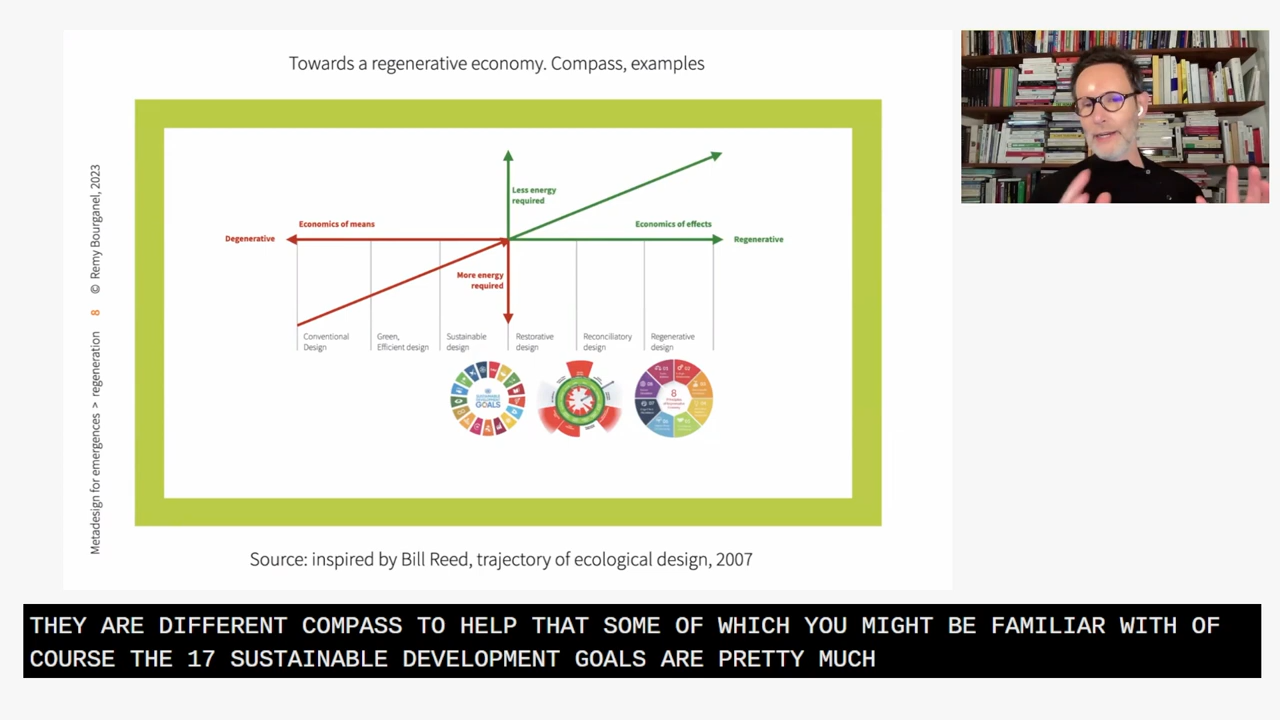 Towards a regenerative economy. Compass, examples
Metadesign for emergences > regeneration 8 © Remy Bourganel, 2023
Less energy
required
Economics of means
Economics of effects
Degenerative
Regenerative
More energy
required
Conventional
Design
Green,
Efficient design
Sustainable
design
Restorative
design
Reconciliatory
design
Regenerative
design
SUSTAINABLE
DEVELOPMENT
GOALS
8
Source: inspired by Bill Reed, trajectory of ecological design, 2007
THEY ARE DIFFERENT COMPASS TO HELP THAT SOME OF WHICH YOU MIGHT BE FAMILIAR WITH OF
COURSE THE 17 SUSTAINABLE DEVELOPMENT GOALS ARE PRETTY MUCH